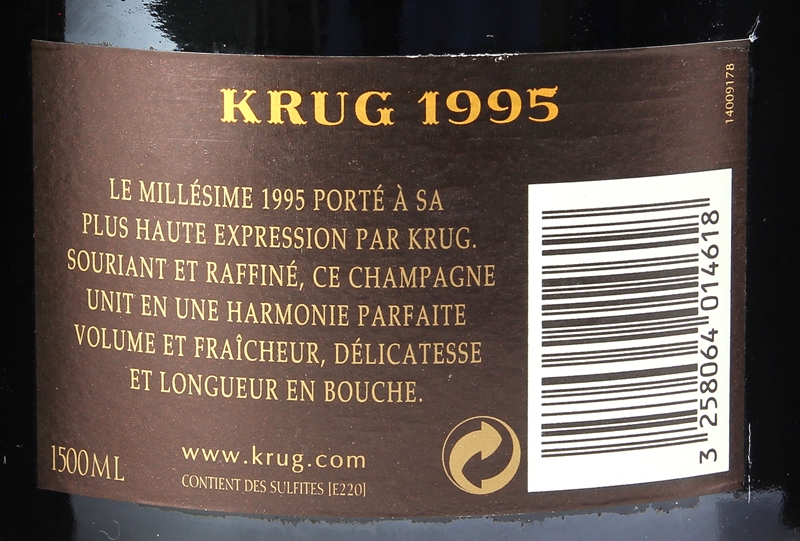 KRUG 1995
14009178
LE MILLÉSIME 1995 PORTÉ À SA
PLUS HAUTE EXPRESSION PAR KRUG.
SOURIANT ET RAFFINÉ, CE CHAMPAGNE
UNIT EN UNE HARMONIE PARFAITE
VOLUME ET FRAÎCHEUR, DÉLICATESSE
ET LONGUEUR EN BOUCHE.
3 258064 014618
1500ML
www.krug.com
CONTIENT DES SULFITES [E220]